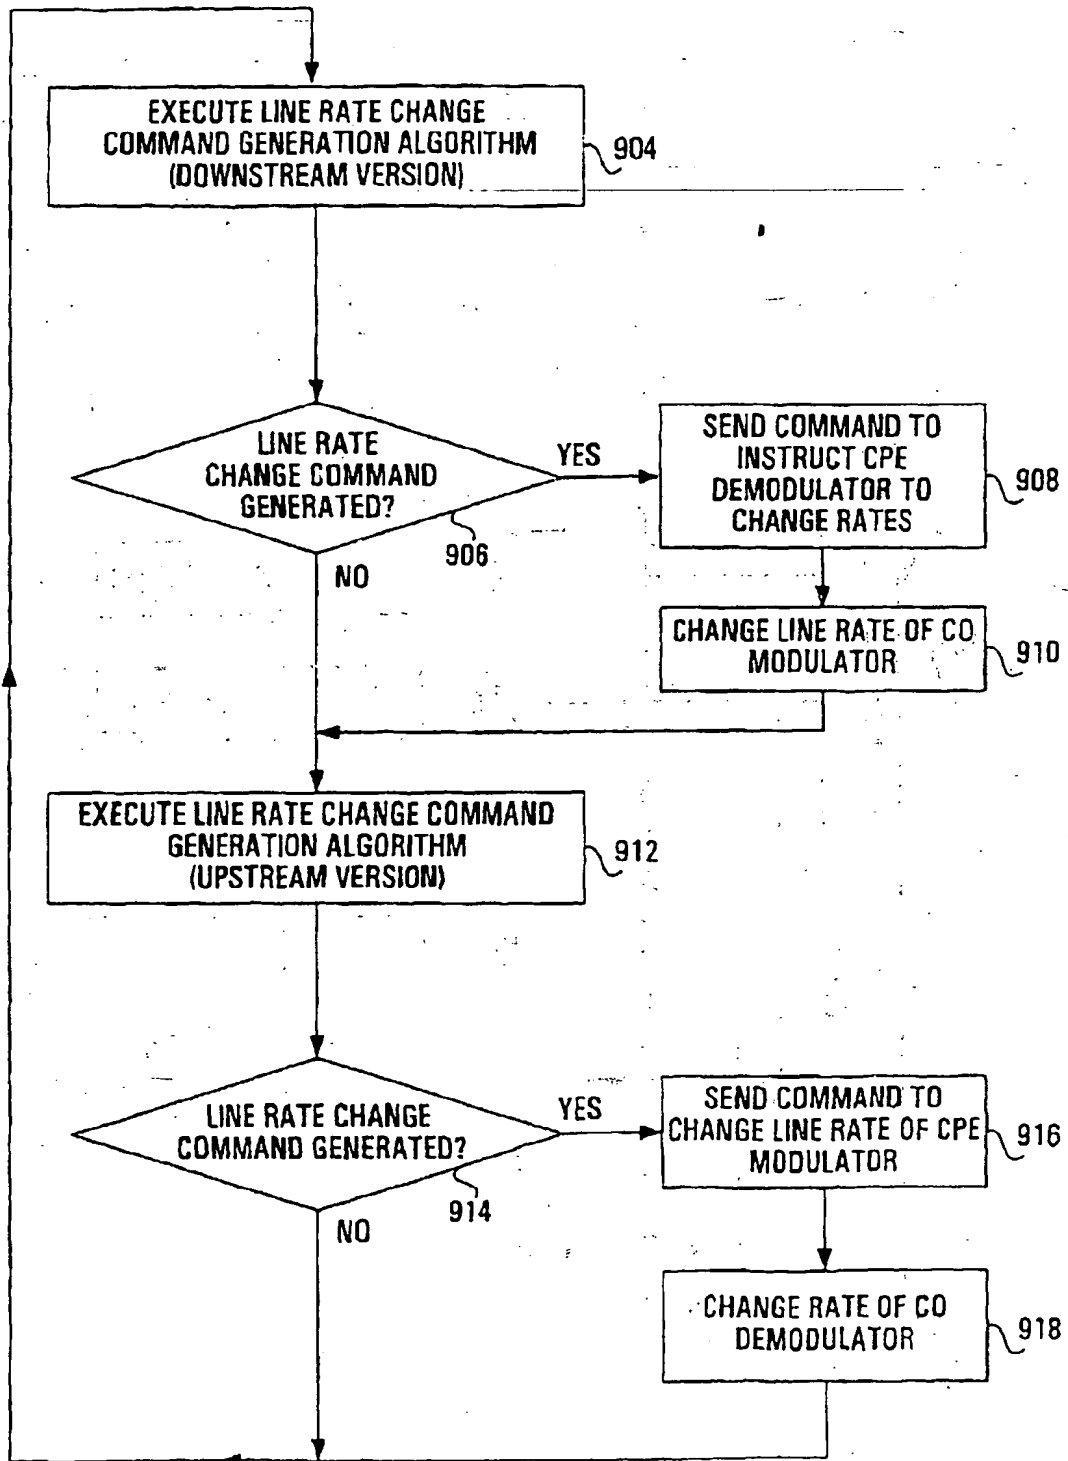 EXECUTE LINE RATE CHANGE
COMMAND GENERATION ALGORITHM
(DOWNSTREAM VERSION)
904
LINE RATE
CHANGE COMMAND
GENERATED?
906
YES
NO
SEND COMMAND TO
INSTRUCT CPE
DEMODULATOR TO
CHANGE RATES
908
CHANGE LINE RATE OF CO
MODULATOR
910
EXECUTE LINE RATE CHANGE COMMAND
GENERATION ALGORITHM
(UPSTREAM VERSION)
912
LINE RATE CHANGE
COMMAND GENERATED?
914
YES
NO
SEND COMMAND TO
CHANGE LINE RATE OF CPE
MODULATOR
916
CHANGE RATE OF CO
DEMODULATOR
918